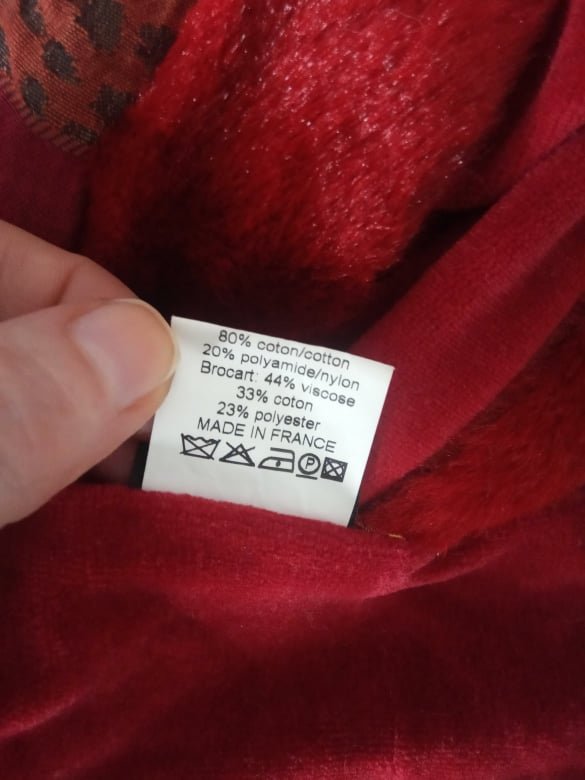 80% coton/cotton
20% polyamide/nylon
Brocart: 44% viscose
33% coton
23% polyester
MADE IN FRANCE
P